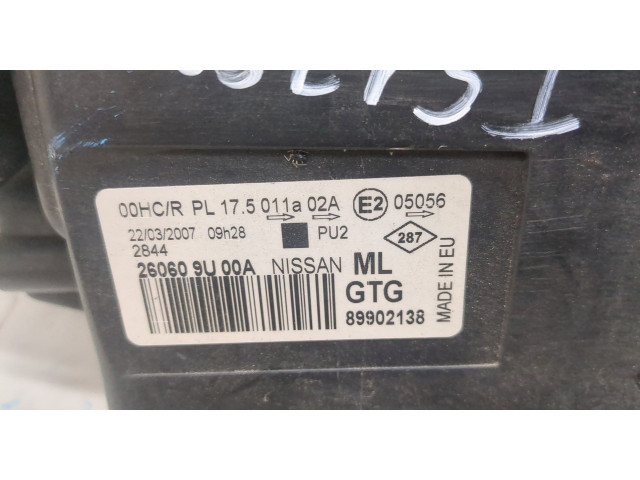 00HC/R PL 17.5 011a 02A E2 05056
22/03/2007 09h28 PU2 287
2844
26060 9U 00A NISSAN ML
GTG
89902138
MADE IN EU